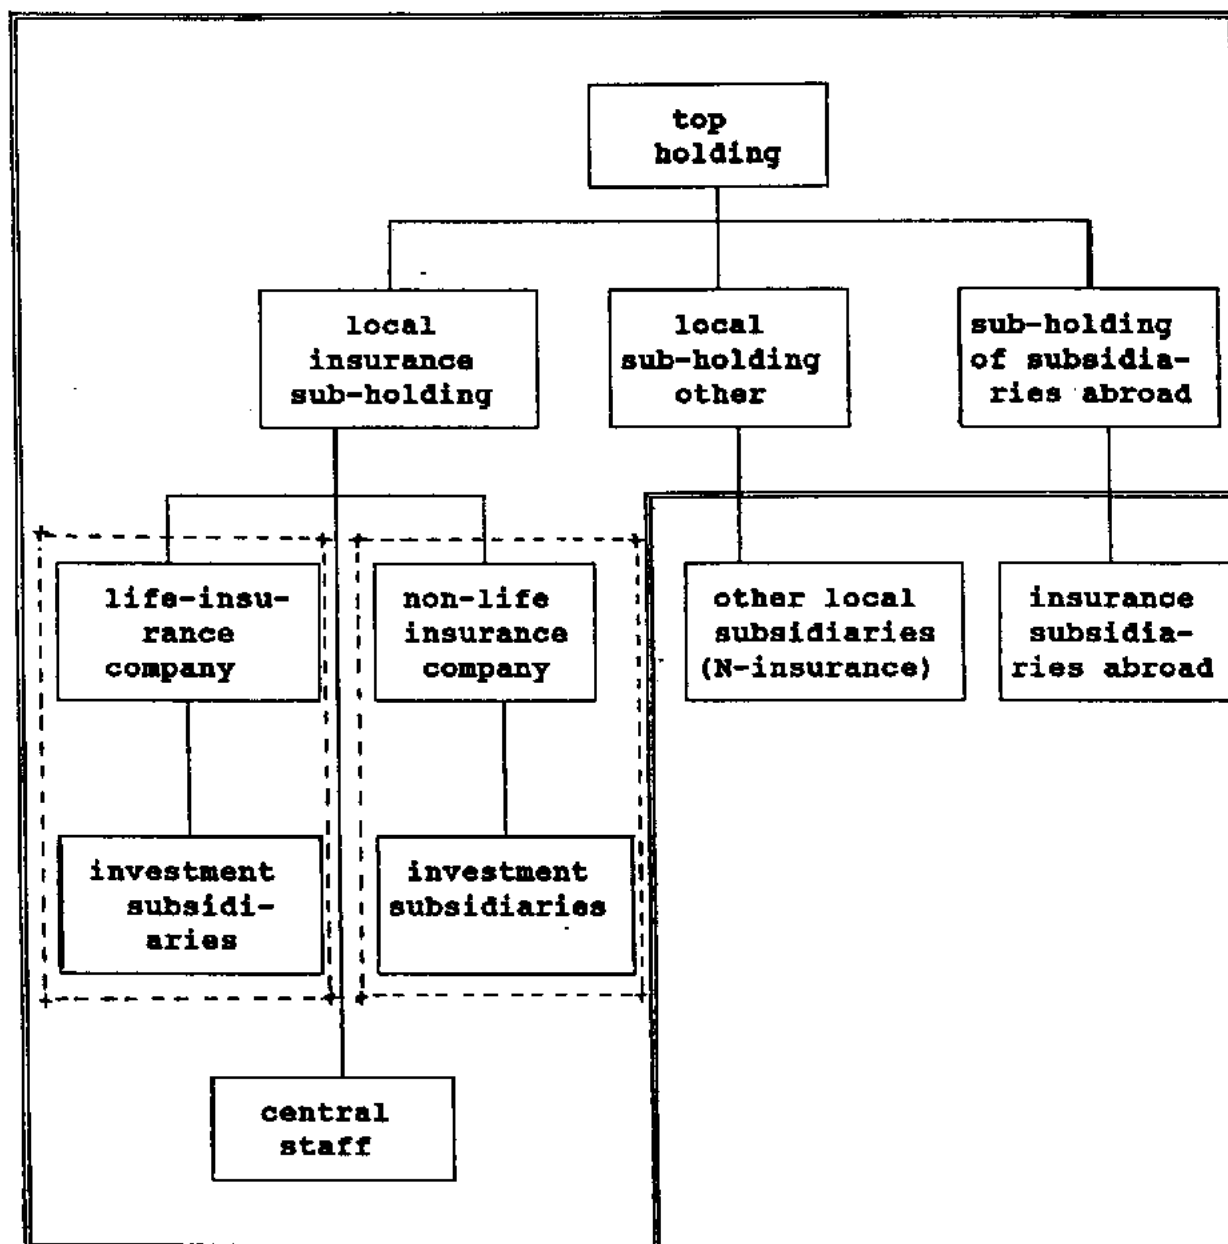 top
holding
local
insurance
sub-holding
local
sub-holding
other
sub-holding
of subsidia-
ries abroad
life-insu-
rance
company
non-life
insurance
company
other local
subsidiaries
(N-insurance)
insurance
subsidia-
ries abroad
investment
subsidi-
aries
investment
subsidiaries
central
staff